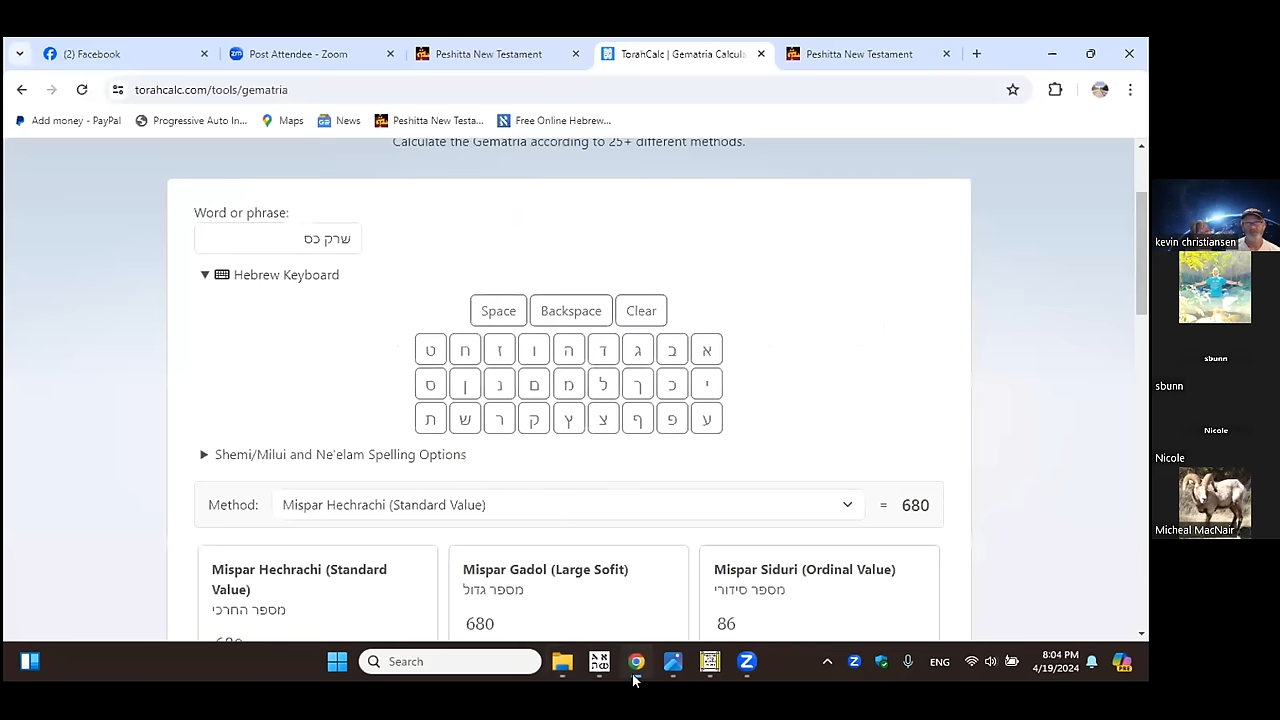 (2) Facebook
Post Attendee - Zoom
Peshitta New Testament
TorahCalc | Gematria Calcul
Peshitta New Testament
torahcalc.com/tools/gematria
Add money - PayPal
Progressive Auto In...
Maps
News
Peshitta New Testa...
Free Online Hebrew...
Calculate the Gematria according to 25+ different methods.
Word or phrase:
שרק כס
Hebrew Keyboard
Space Backspace Clear
א ב ג ד ה ו ז ח ט
י כ ך ל מ ם נ ן ס
ע פ ף צ ץ ק ר ש ת
Shemi/Milui and Ne'elam Spelling Options
Method: Mispar Hechrachi (Standard Value) = 680
Mispar Hechrachi (Standard
Value)
מספר החרכי
680
Mispar Gadol (Large Sofit)
מספר גדול
680
Mispar Siduri (Ordinal Value)
מספר סידורי
86
Search
ENG
8:04 PM
4/19/2024
kevin christiansen
sbunn
sbunn
Nicole
Nicole
Micheal MacNair